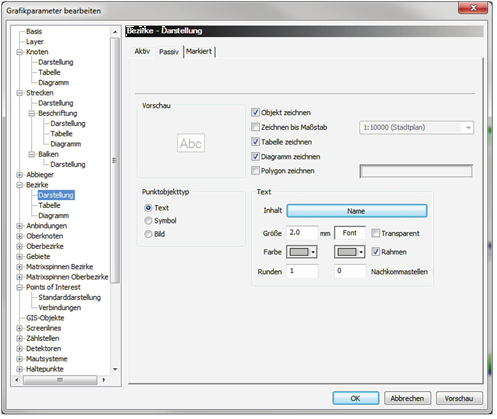 Grafikparameter bearbeiten
Basis
Layer
Knoten
Darstellung
Tabelle
Diagramm
Strecken
Darstellung
Beschriftung
Darstellung
Tabelle
Diagramm
Balken
Darstellung
Abbieger
Bezirke
Darstellung
Tabelle
Diagramm
Anbindungen
Oberknoten
Oberbezirke
Gebiete
Matrixspinnen Bezirke
Matrixspinnen Oberbezirke
Points of Interest
Standarddarstellung
Verbindungen
GIS-Objekte
Screenlines
Zählstellen
Detektoren
Mautsysteme
Haltepunkte
Bezirke - Darstellung
Aktiv Passiv Markiert
Vorschau
Abc
Objekt zeichnen
Zeichnen bis Maßstab 1:10000 (Stadtplan)
Tabelle zeichnen
Diagramm zeichnen
Polygon zeichnen
Punktobjekttyp
Text
Symbol
Bild
Text
Inhalt Name
Größe 2.0 mm Font Transparent
Farbe Rahmen
Runden 1 0 Nachkommastellen
OK Abbrechen Vorschau